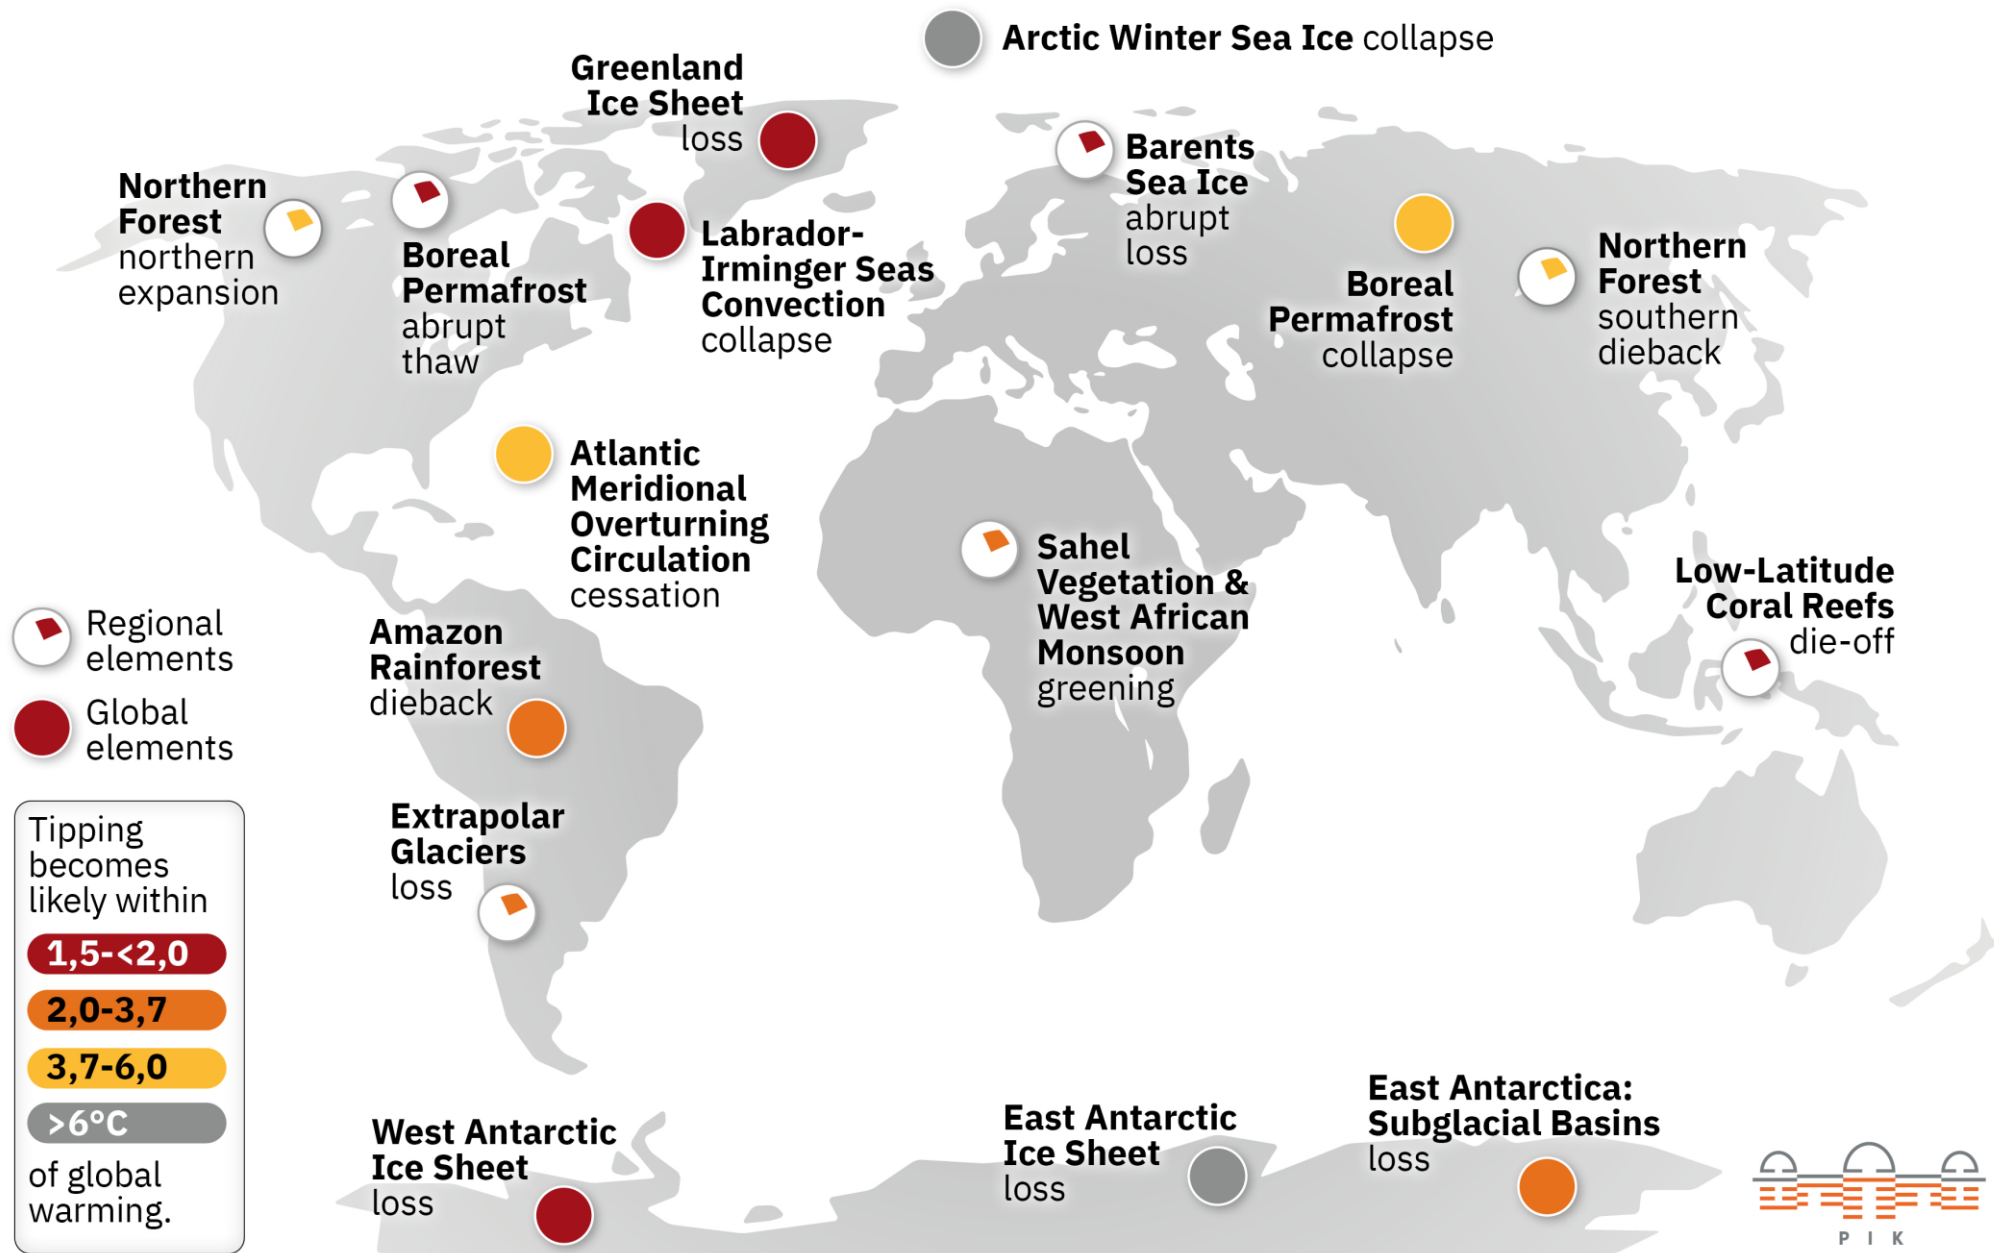 Arctic Winter Sea Ice collapse
Greenland
Ice Sheet
loss
Northern
Forest
northern
expansion
Boreal
Permafrost
abrupt
thaw
Labrador-
Irminger Seas
Convection
collapse
Barents
Sea Ice
abrupt
loss
Boreal
Permafrost
collapse
Northern
Forest
southern
dieback
Atlantic
Meridional
Overturning
Circulation
cessation
Sahel
Vegetation &
West African
Monsoon
greening
Low-Latitude
Coral Reefs
die-off
Amazon
Rainforest
dieback
Extrapolar
Glaciers
loss
Regional
elements
Global
elements
Tipping
becomes
likely within
1,5-<2,0
2,0-3,7
3,7-6,0
>6°C
of global
warming.
West Antarctic
Ice Sheet
loss
East Antarctic
Ice Sheet
loss
East Antarctica:
Subglacial Basins
loss
P I K